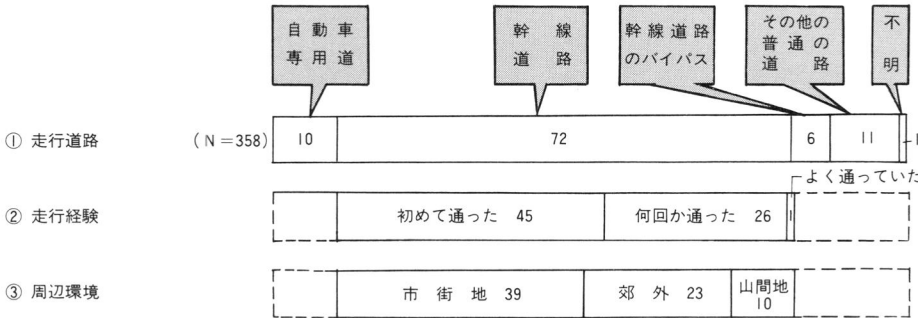 自動車
専用道
幹線
道路
幹線道路
のバイパス
その他の
普通の
道路
不
明
① 走行道路 (N=358) 10 72 6 11 1
よく通っていた
② 走行経験 初めて通った 45 何回か通った 26 1
③ 周辺環境 市街地 39 郊外 23 山間地
10